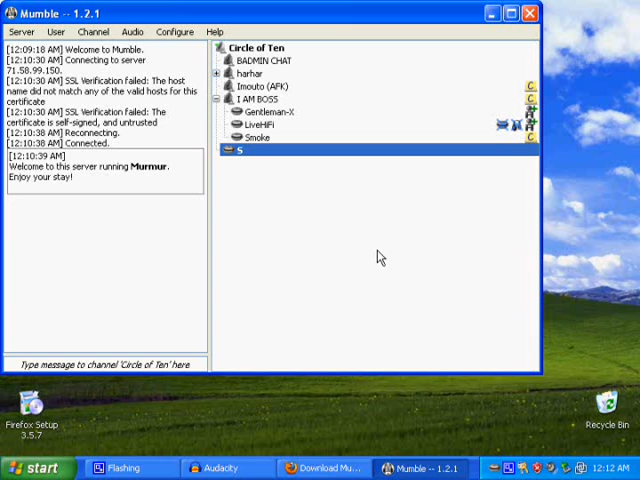 Mumble -- 1.2.1
Server User Channel Audio Configure Help
[12:09:18 AM] Welcome to Mumble.
[12:10:30 AM] Connecting to server
71.58.99.150.
[12:10:30 AM] SSL Verification failed: The host
name did not match any of the valid hosts for this
certificate
[12:10:30 AM] SSL Verification failed: The
certificate is self-signed, and untrusted
[12:10:38 AM] Reconnecting.
[12:10:38 AM] Connected.
[12:10:39 AM]
Welcome to this server running Murmur.
Enjoy your stay!
Type message to channel 'Circle of Ten' here
Circle of Ten
BADMIN CHAT
harhar
Imouto (AFK)
I AM BOSS
Gentleman-X
LiveHiFi
Smoke
S
Firefox Setup
3.5.7
Recycle Bin
start
Flashing
Audacity
Download Mu...
Mumble -- 1.2.1
12:12 AM